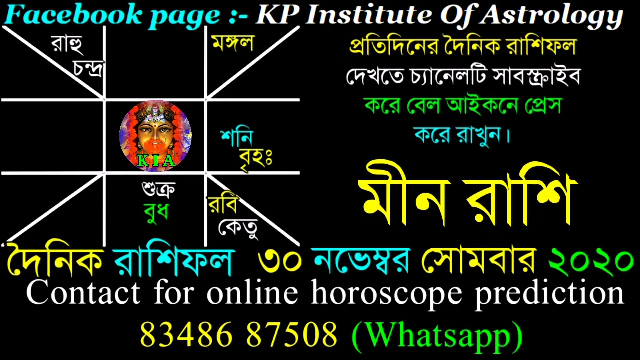 Facebook page :- KP Institute Of Astrology
রাহু
চন্দ্র
মঙ্গল
KIA
শনি
বৃহঃ
শুক্র
বুধ
রবি
কেতু
প্রতিদিনের দৈনিক রাশিফল
দেখতে চ্যানেলটি সাবস্ক্রাইব
করে বেল আইকনে প্রেস
করে রাখুন।
মীন রাশি
দৈনিক রাশিফল ৩০ নভেম্বর সোমবার ২০২০
Contact for online horoscope prediction
83486 87508 (Whatsapp)